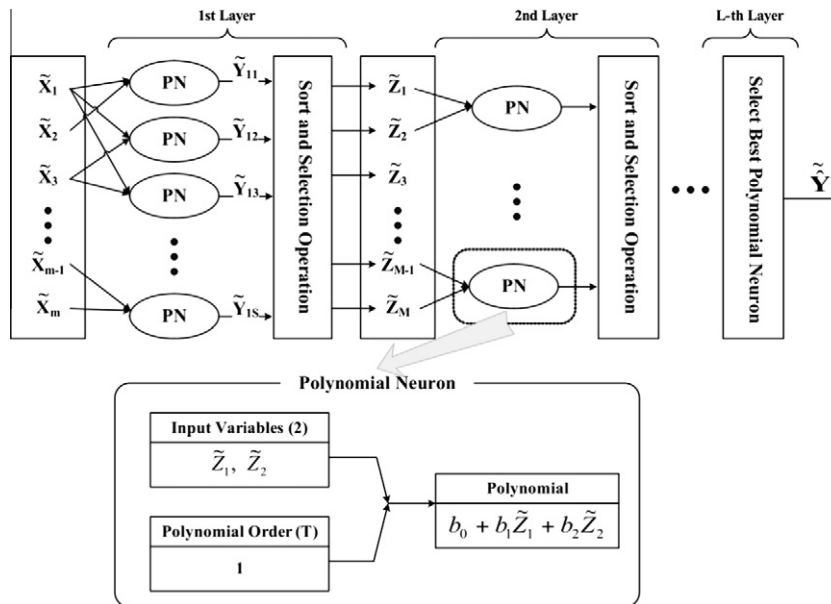 1st Layer
2nd Layer
L-th Layer
X̃₁
X̃₂
X̃₃
X̃ₘ₋₁
X̃ₘ
PN
PN
PN
PN
Ỹ₁₁
Ỹ₁₂
Ỹ₁₃
Ỹ₁S
Sort and Selection Operation
Z̃₁
Z̃₂
Z̃₃
Z̃M-1
Z̃M
PN
PN
Sort and Selection Operation
Select Best Polynomial Neuron
Ŷ̃
Polynomial Neuron
Input Variables (2)
Z̃₁, Z̃₂
Polynomial Order (T)
1
Polynomial
b₀ + b₁Z̃₁ + b₂Z̃₂